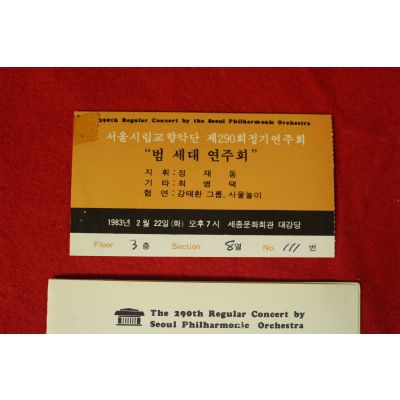 290th Regular Concert by the Seoul Philharmonic Orchestra
서울시립교향악단 제290회정기연주회
“범 세대 연주회”
지 휘 : 정 재 동
기 타 : 최 병 택
협 연 : 강태환 그룹, 사물놀이
1983년 2월 22일(화) 오후7시 세종문화회관 대강당
Floor 3 층 Section 8열 No. 111 번
The 290th Regular Concert by
Seoul Philharmonic Orchestra